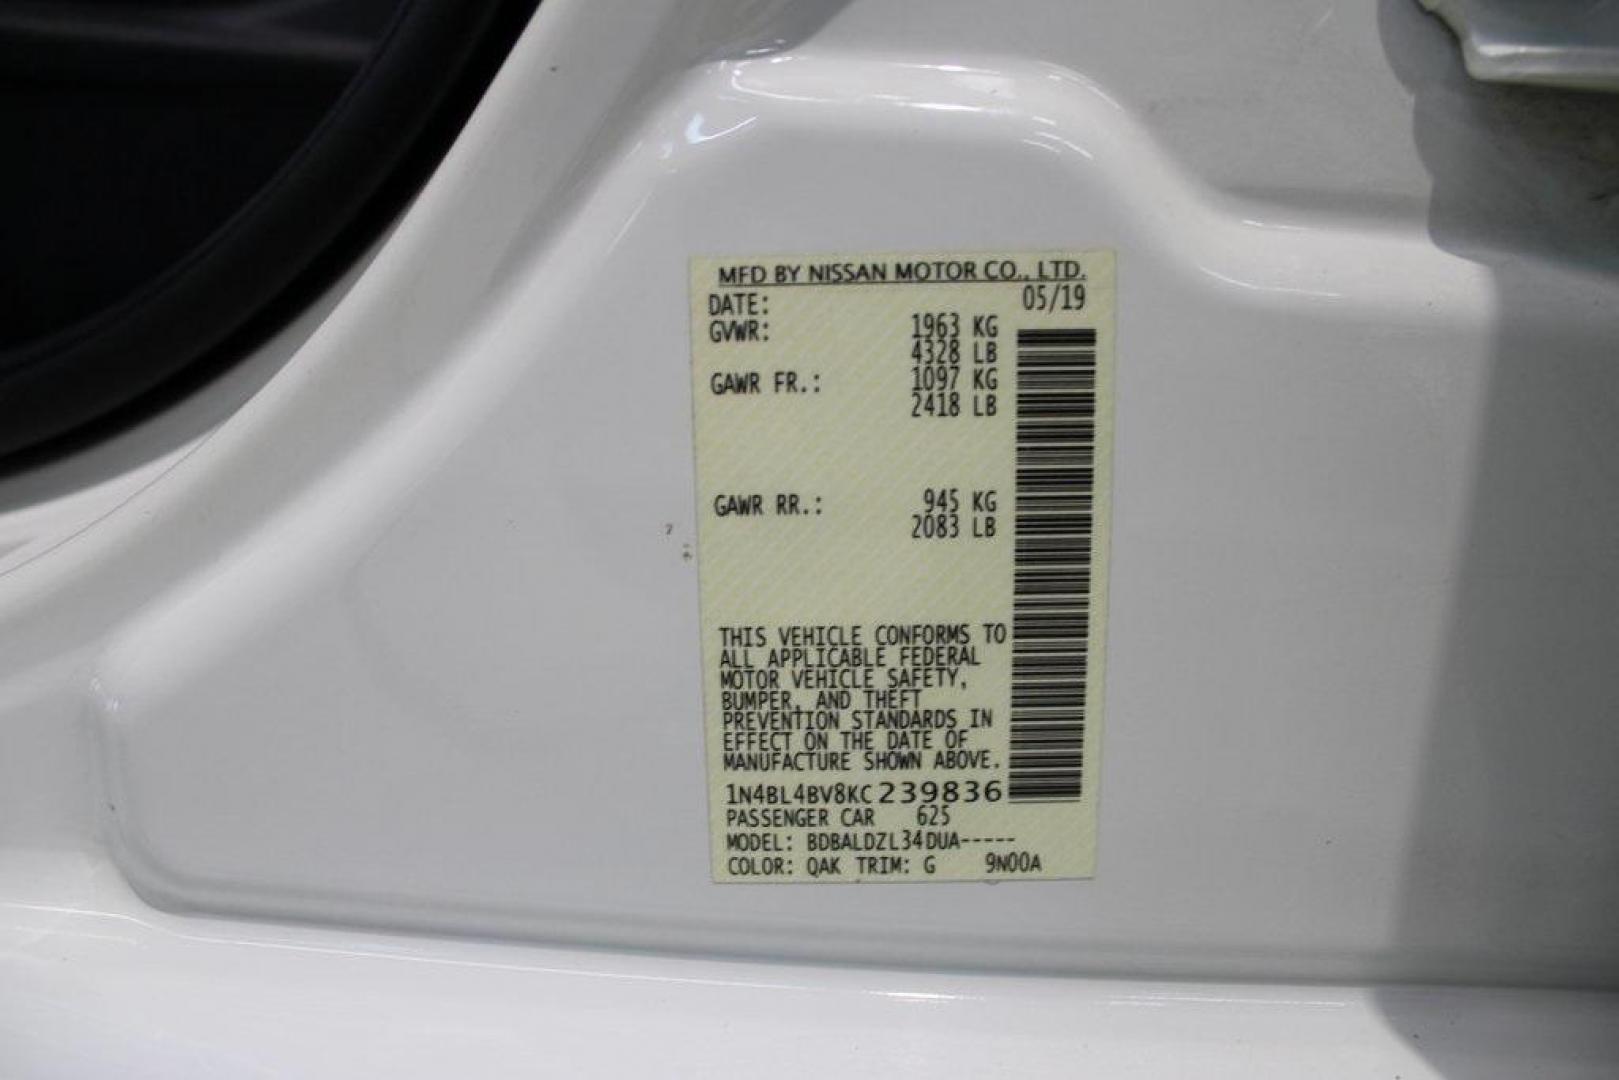 MFD BY NISSAN MOTOR CO., LTD.
DATE: 05/19
GVWR: 1963 KG
4328 LB
GAWR FR.: 1097 KG
2418 LB
GAWR RR.: 945 KG
2083 LB
THIS VEHICLE CONFORMS TO
ALL APPLICABLE FEDERAL
MOTOR VEHICLE SAFETY,
BUMPER, AND THEFT
PREVENTION STANDARDS IN
EFFECT ON THE DATE OF
MANUFACTURE SHOWN ABOVE.
1N4BL4BV8KC239836
PASSENGER CAR 625
MODEL: BDBALDZL34DUA-----
COLOR: QAK TRIM: G 9N00A